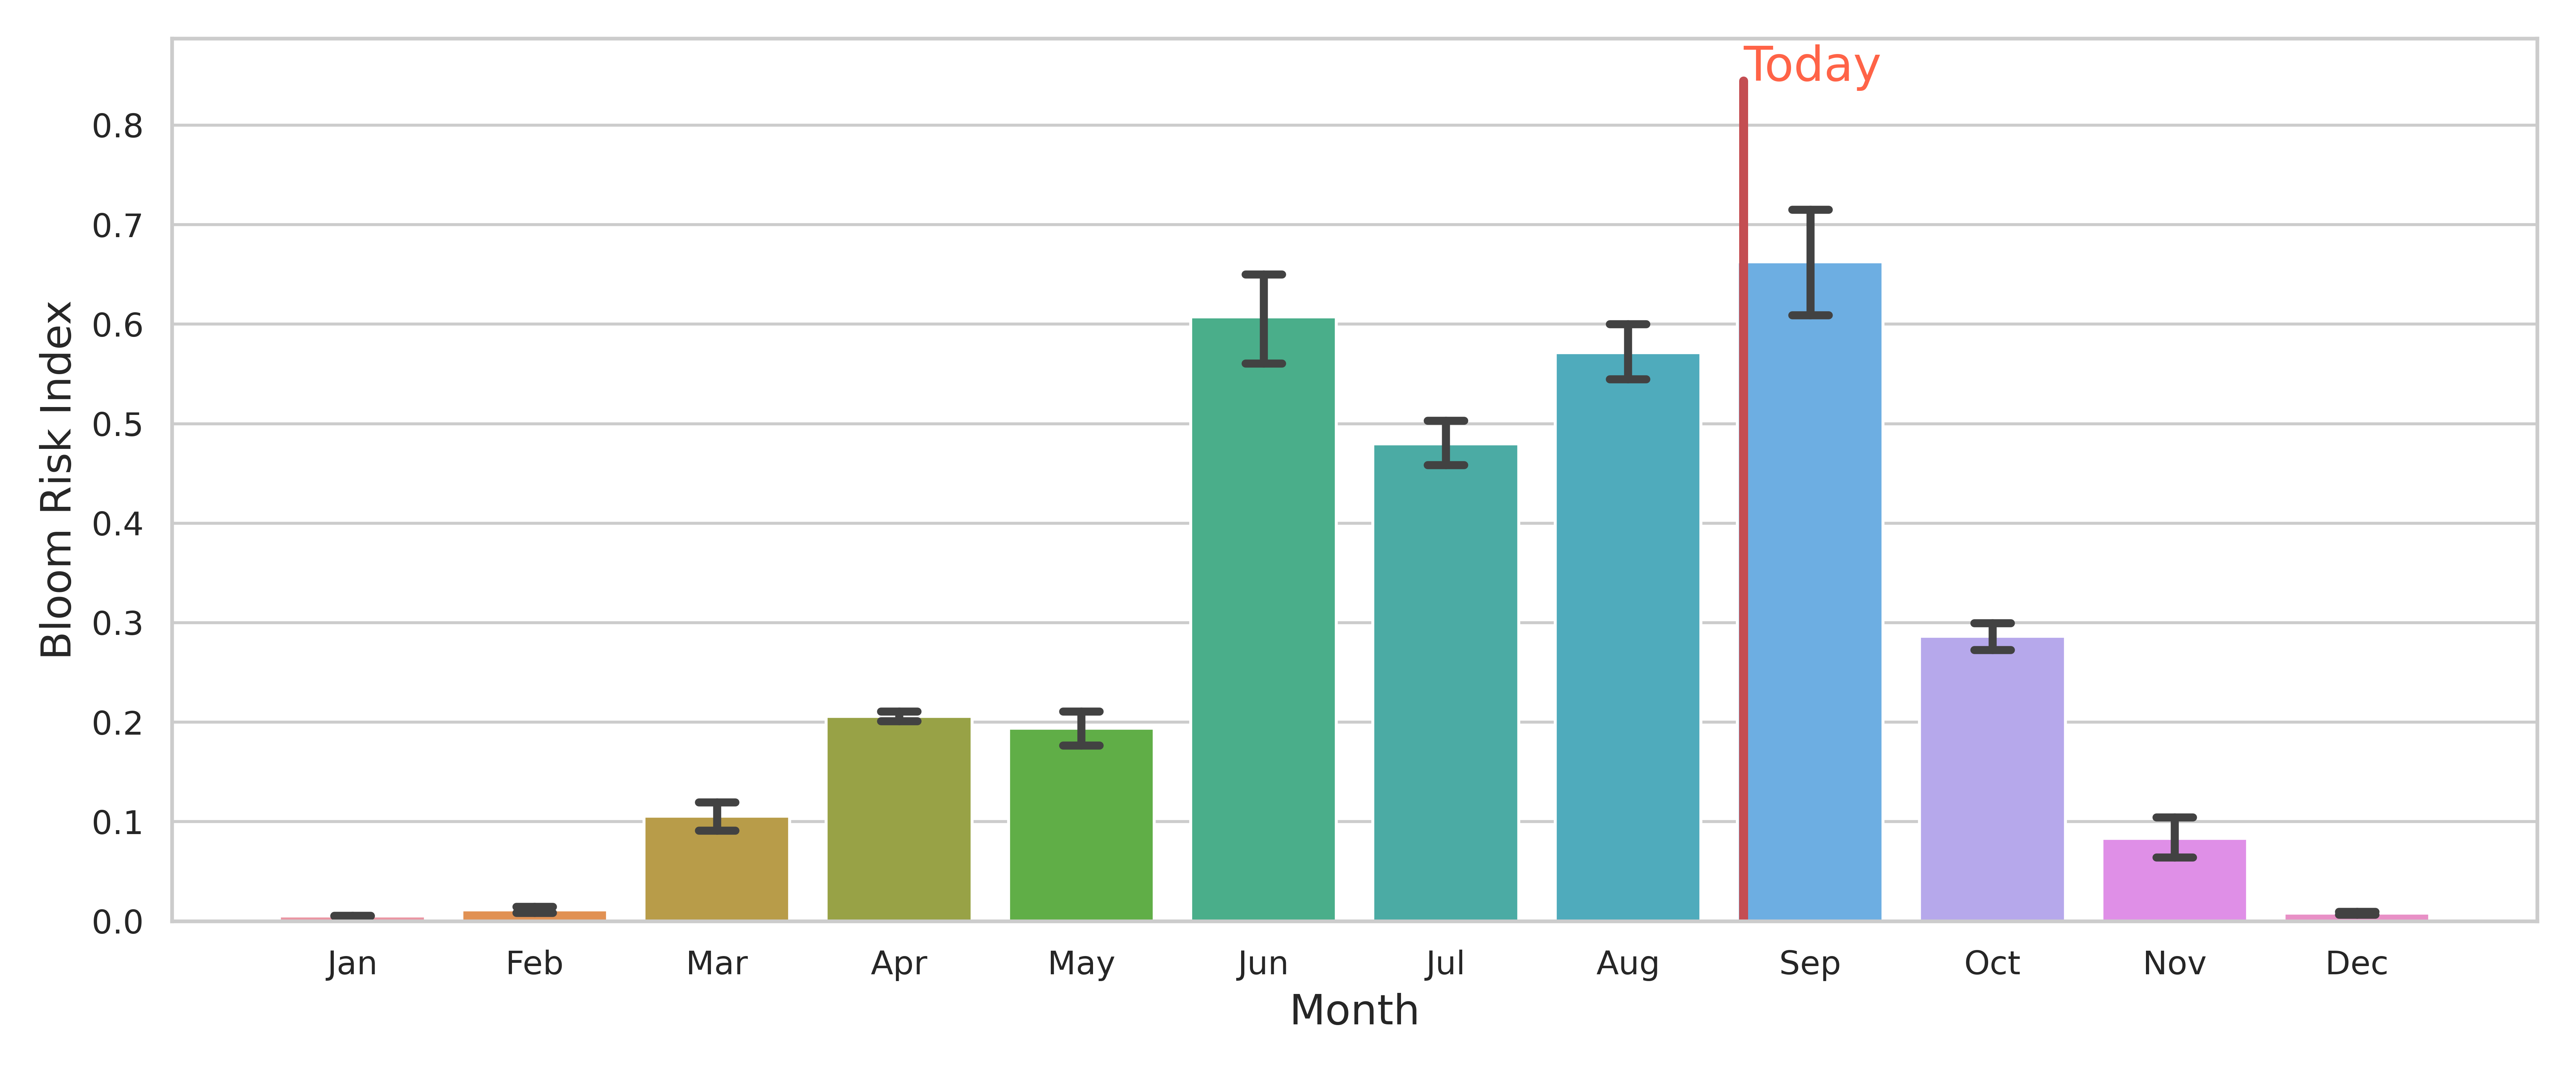 Today
Bloom Risk Index
0.8
0.7
0.6
0.5
0.4
0.3
0.2
0.1
0.0
Jan Feb Mar Apr May Jun Jul Aug Sep Oct Nov Dec
Month